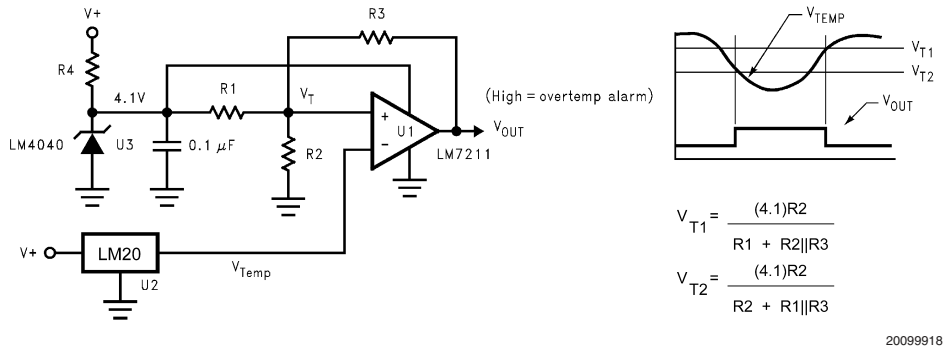 V+
R3
R4
4.1V
R1
V_T
(High = overtemp alarm)
+
U1
−
V_OUT
LM7211
LM4040
U3
0.1 μF
R2
V+
LM20
U2
V_Temp
V_TEMP
V_T1
V_T2
V_OUT
V_T1 = (4.1)R2
R1 + R2||R3
V_T2 = (4.1)R2
R2 + R1||R3
20099918